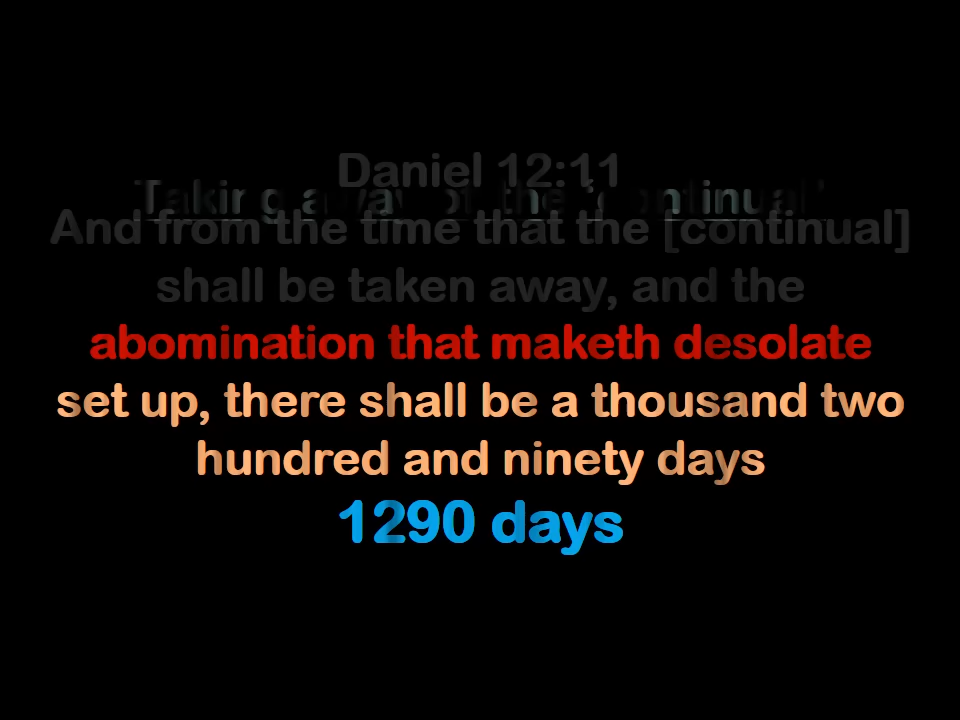 Daniel 12:11
Taking away of the 'continual'
And from the time that the [continual]
shall be taken away, and the
abomination that maketh desolate
set up, there shall be a thousand two
hundred and ninety days
1290 days